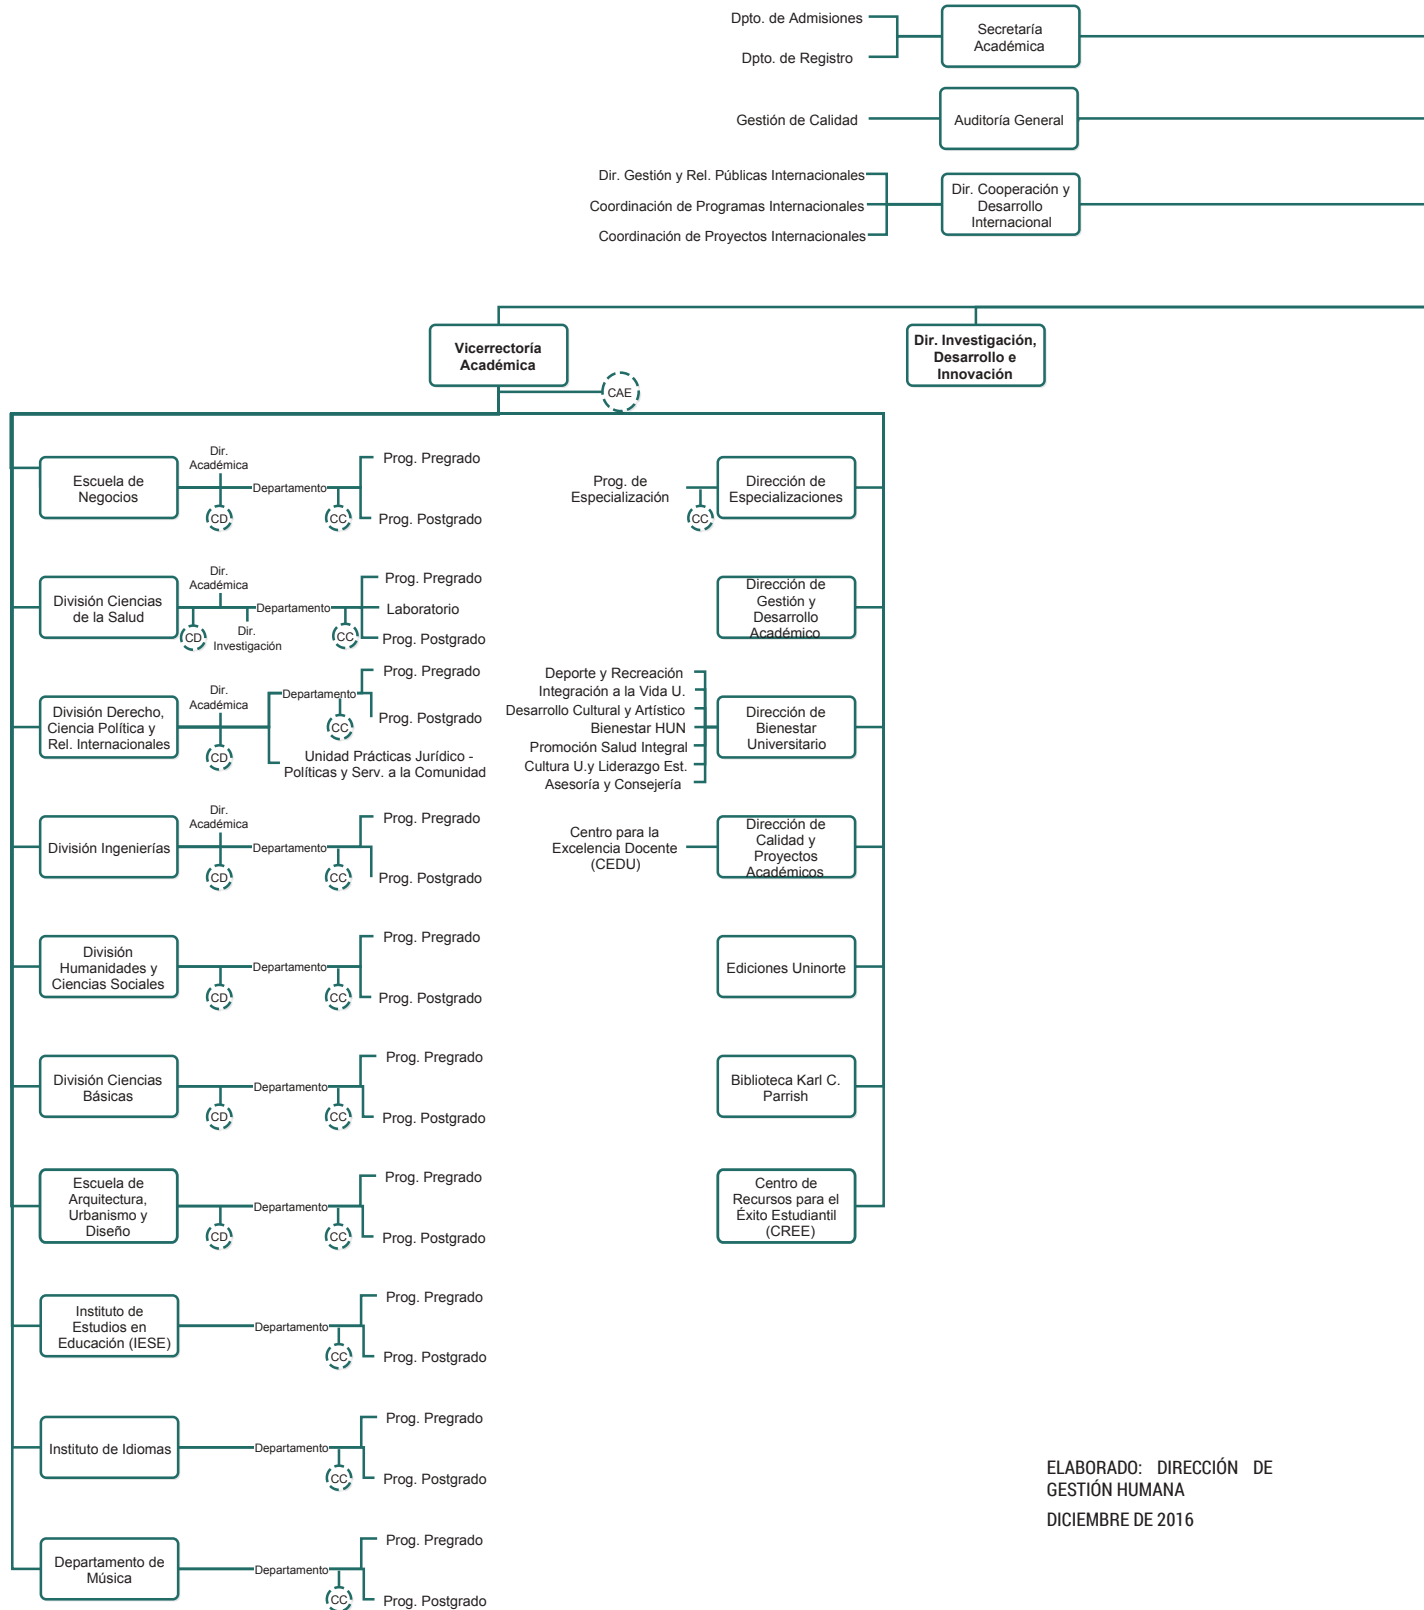 Dpto. de Admisiones
Dpto. de Registro
Secretaría
Académica
Gestión de Calidad
Auditoría General
Dir. Gestión y Rel. Públicas Internacionales
Coordinación de Programas Internacionales
Coordinación de Proyectos Internacionales
Dir. Cooperación y
Desarrollo
Internacional
Vicerrectoría
Académica
CAE
Dir. Investigación,
Desarrollo e
Innovación
Escuela de
Negocios
Dir.
Académica
CD
Departamento
CC
Prog. Pregrado
Prog. Postgrado
División Ciencias
de la Salud
Dir.
Académica
CD
Dir.
Investigación
Departamento
CC
Prog. Pregrado
Laboratorio
Prog. Postgrado
División Derecho,
Ciencia Política y
Rel. Internacionales
Dir.
Académica
CD
Departamento
CC
Prog. Pregrado
Prog. Postgrado
Unidad Prácticas Jurídico -
Políticas y Serv. a la Comunidad
División Ingenierías
Dir.
Académica
CD
Departamento
CC
Prog. Pregrado
Prog. Postgrado
División
Humanidades y
Ciencias Sociales
CD
Departamento
CC
Prog. Pregrado
Prog. Postgrado
División Ciencias
Básicas
CD
Departamento
CC
Prog. Pregrado
Prog. Postgrado
Escuela de
Arquitectura,
Urbanismo y
Diseño
CD
Departamento
CC
Prog. Pregrado
Prog. Postgrado
Instituto de
Estudios en
Educación (IESE)
Departamento
CC
Prog. Pregrado
Prog. Postgrado
Instituto de Idiomas
Departamento
CC
Prog. Pregrado
Prog. Postgrado
Departamento de
Música
Departamento
CC
Prog. Pregrado
Prog. Postgrado
Prog. de
Especialización
CC
Dirección de
Especializaciones
Dirección de
Gestión y
Desarrollo
Académico
Deporte y Recreación
Integración a la Vida U.
Desarrollo Cultural y Artístico
Bienestar HUN
Promoción Salud Integral
Cultura U.y Liderazgo Est.
Asesoría y Consejería
Dirección de
Bienestar
Universitario
Centro para la
Excelencia Docente
(CEDU)
Dirección de
Calidad y
Proyectos
Académicos
Ediciones Uninorte
Biblioteca Karl C.
Parrish
Centro de
Recursos para el
Éxito Estudiantil
(CREE)
ELABORADO: DIRECCIÓN DE
GESTIÓN HUMANA
DICIEMBRE DE 2016